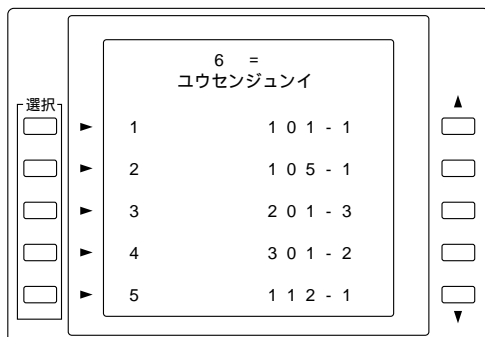 6 =
ユウセンジュンイ
選択
▲
► 1 101-1
► 2 105-1
► 3 201-3
► 4 301-2
► 5 112-1
▼